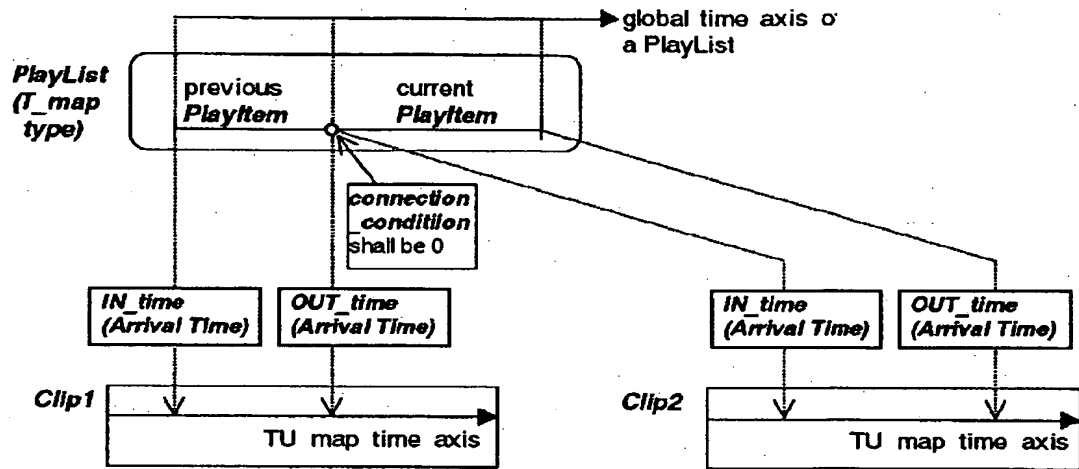 global time axis o
a PlayList
PlayList
(T_map
type)
previous
PlayItem
current
PlayItem
connection
_conditiion
shall be 0
IN_time
(Arrival Time)
OUT_time
(Arrival Time)
IN_time
(Arrival Time)
OUT_time
(Arrival Time)
Clip1
TU map time axis
Clip2
TU map time axis